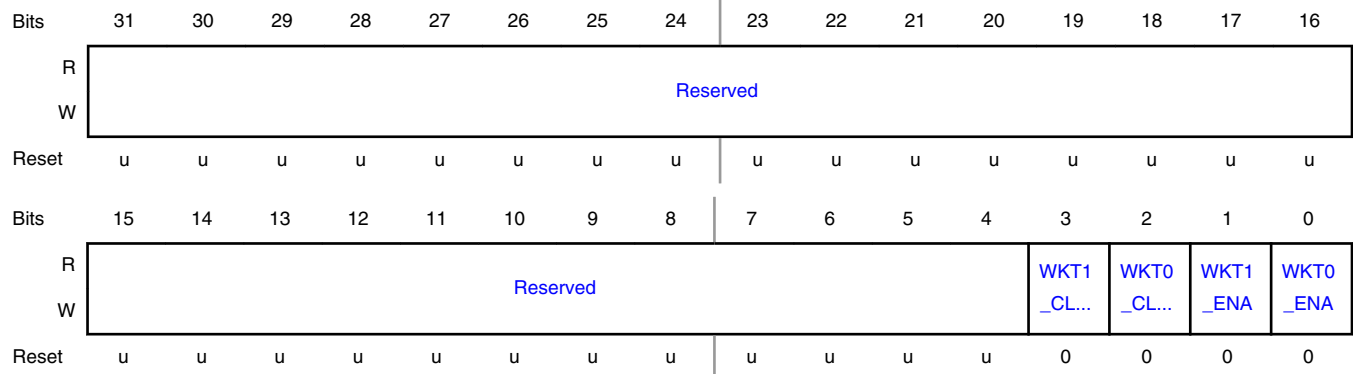 Bits 31 30 29 28 27 26 25 24 23 22 21 20 19 18 17 16
R
Reserved
W
Reset u u u u u u u u u u u u u u u u
Bits 15 14 13 12 11 10 9 8 7 6 5 4 3 2 1 0
R WKT1 WKT0 WKT1 WKT0
Reserved
W _CL... _CL... _ENA _ENA
Reset u u u u u u u u u u u u 0 0 0 0